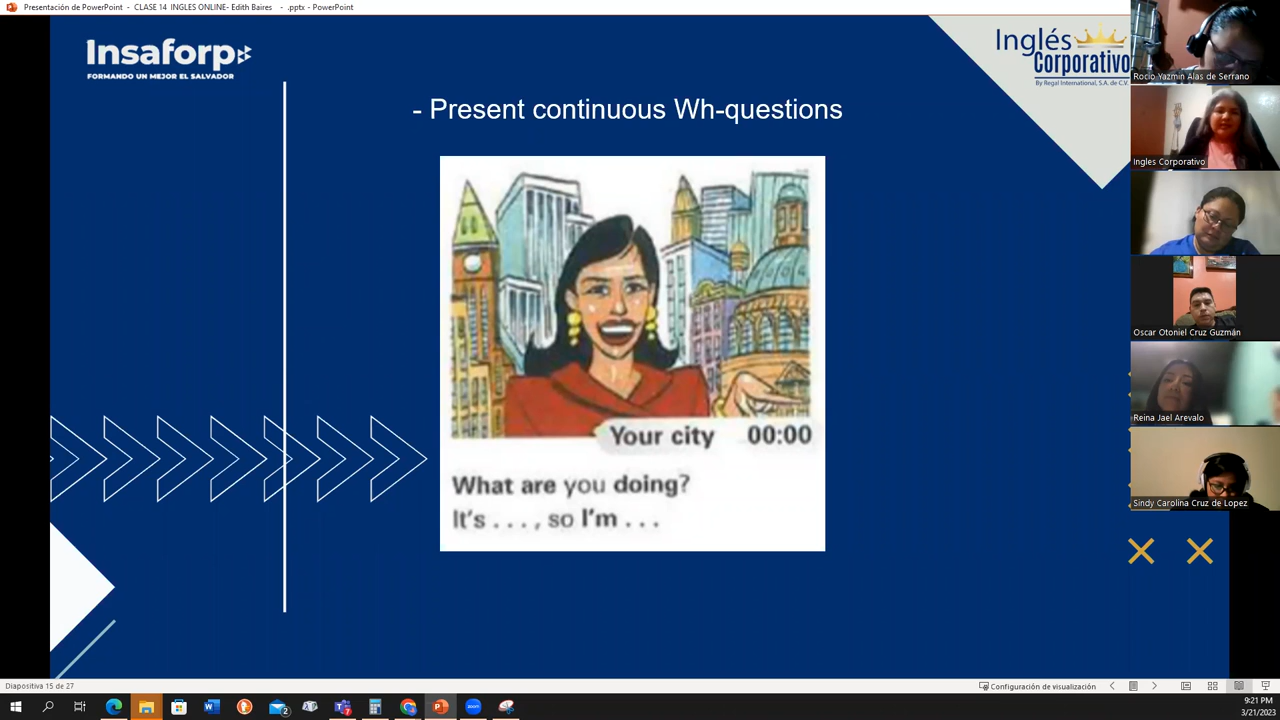 Presentación de PowerPoint - CLASE 14 INGLES ONLINE- Edith Baires - .pptx - PowerPoint
Insaforp
FORMANDO UN MEJOR EL SALVADOR
Inglés
Corporativo
By Regal International, S.A. de C.V.
- Present continuous Wh-questions
Your city 00:00
What are you doing?
It's . . . , so I'm . . .
Rocio Yazmin Alas de Serrano
Ingles Corporativo
Oscar Otoniel Cruz Guzmán
Reina Jael Arevalo
Sindy Carolina Cruz de Lopez
Diapositiva 15 de 27
Configuración de visualización
2
7
zoom
9:21 PM
3/21/2023